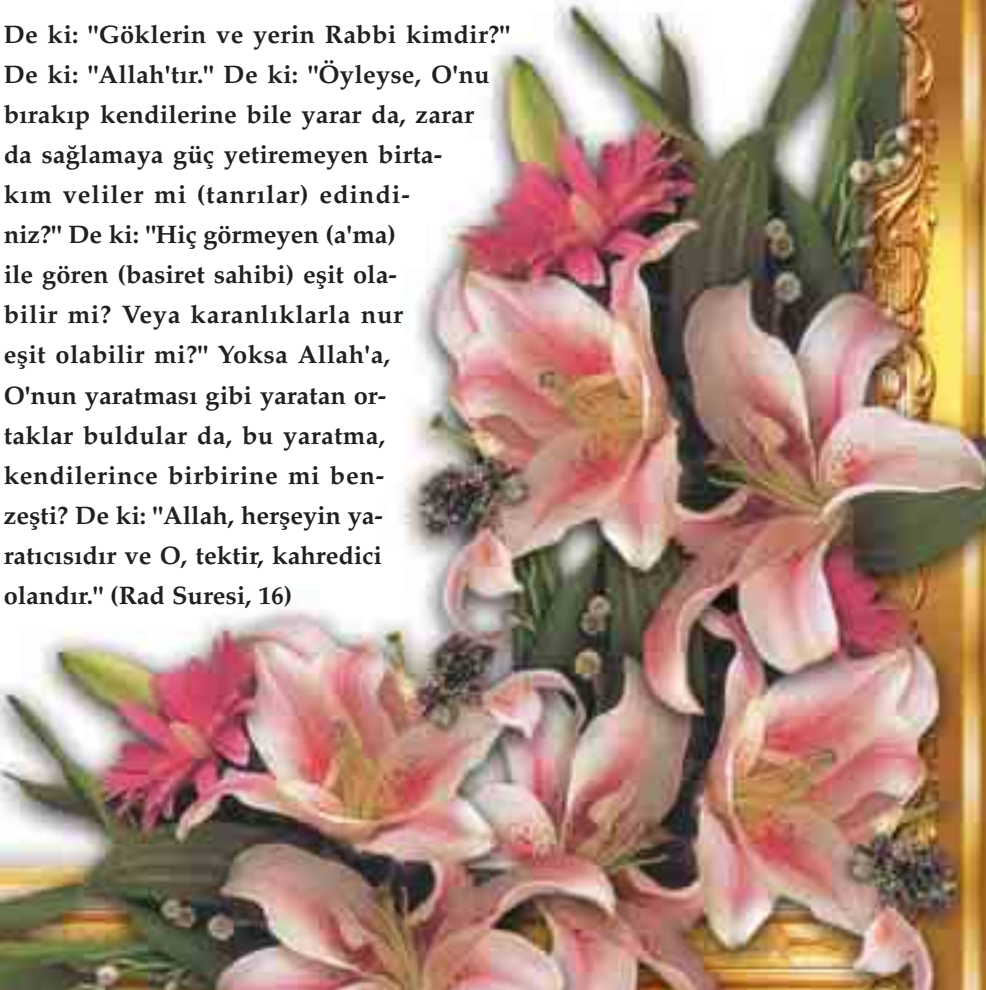 De ki: "Göklerin ve yerin Rabbi kimdir?"
De ki: "Allah'tır." De ki: "Öyleyse, O'nu
bırakıp kendilerine bile yarar da, zarar
da sağlamaya güç yetiremeyen birta-
kım veliler mi (tanrılar) edindi-
niz?" De ki: "Hiç görmeyen (a'ma)
ile gören (basiret sahibi) eşit ola-
bilir mi? Veya karanlıklarla nur
eşit olabilir mi?" Yoksa Allah'a,
O'nun yaratması gibi yaratan or-
taklar buldular da, bu yaratma,
kendilerince birbirine mi ben-
zeşti? De ki: "Allah, herşeyin ya-
ratıcısıdır ve O, tektir, kahredici
olandır." (Rad Suresi, 16)